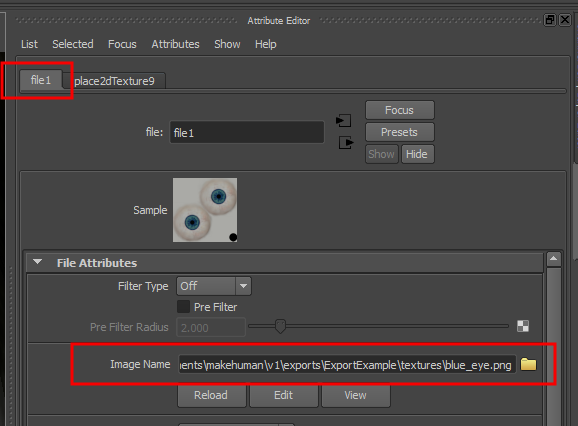 Attribute Editor
List Selected Focus Attributes Show Help
file1 place2dTexture9
Focus
file: file1
Presets
Show Hide
Sample
File Attributes
Filter Type Off
Pre Filter
Pre Filter Radius 2.000
Image Name nents\makehuman\v1\exports\ExportExample\textures\blue_eye.png
Reload Edit View